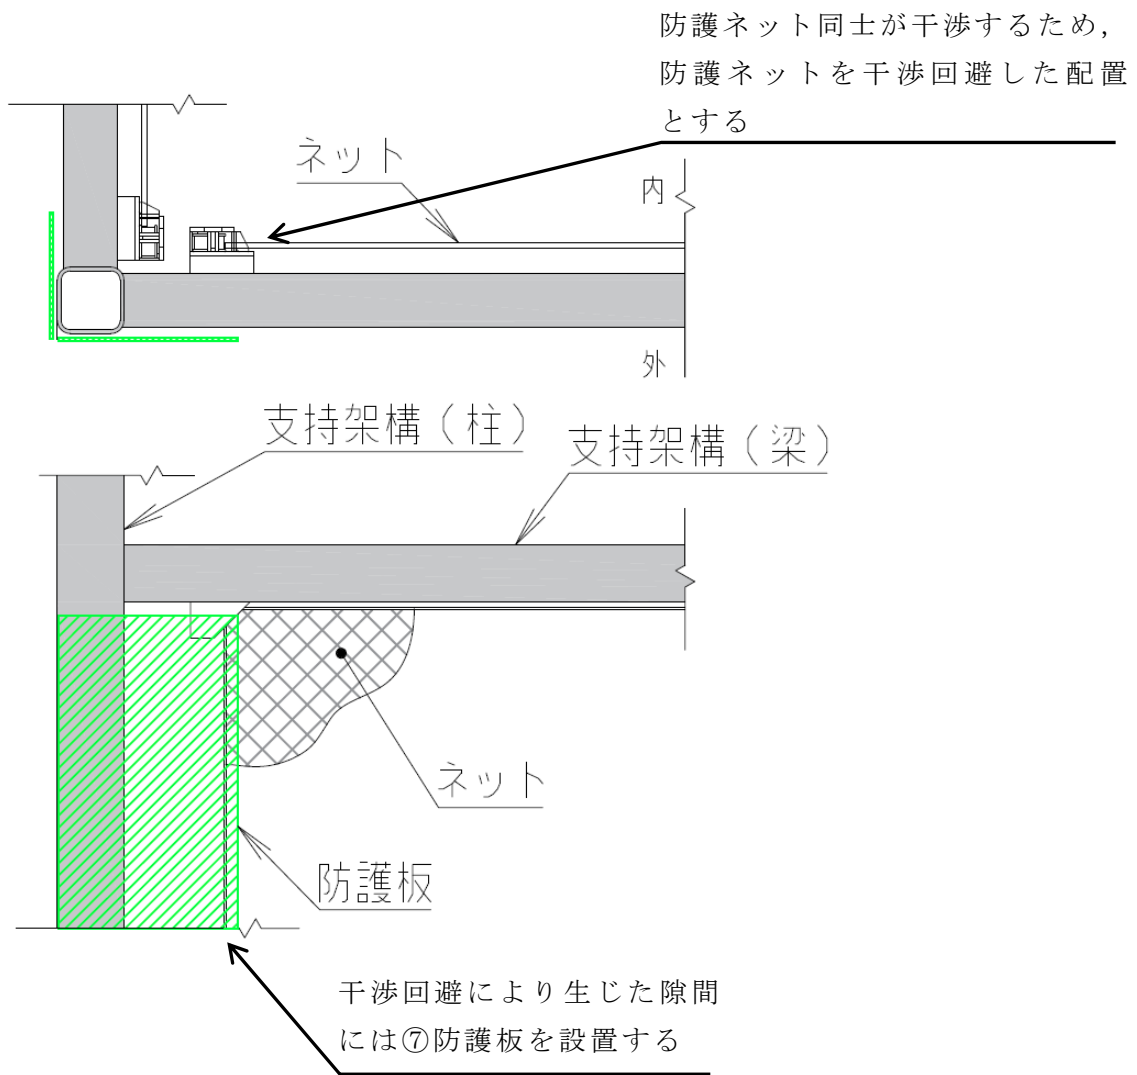 防護ネット同士が干渉するため，
防護ネットを干渉回避した配置
とする
ネット
内
外
支持架構（柱）
支持架構（梁）
ネット
防護板
干渉回避により生じた隙間
には⑦防護板を設置する